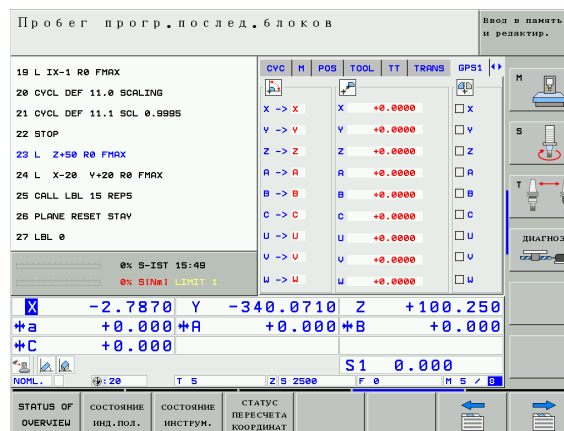 Пробег прогр.послед.блоков
Ввод в память
и редактир.
19 L IX-1 R0 FMAX
20 CYCL DEF 11.0 SCALING
21 CYCL DEF 11.1 SCL 0.9995
22 STOP
23 L Z+50 R0 FMAX
24 L X-20 Y+20 R0 FMAX
25 CALL LBL 15 REP5
26 PLANE RESET STAY
27 LBL 0
CYC M POS TOOL TT TRANS GPS1
X -> X X +0.0000 X
Y -> Y Y +0.0000 Y
Z -> Z Z +0.0000 Z
A -> A A +0.0000 A
B -> B B +0.0000 B
C -> C C +0.0000 C
U -> U U +0.0000 U
V -> V V +0.0000 V
W -> W W +0.0000 W
0% S-IST 15:49
0% S[Nm] LIMIT 1
X -2.7870 Y -340.0710 Z +100.250
a +0.000 A +0.000 B +0.000
C +0.000
S1 0.000
NOML. :20 T 5 Z S 2500 F 0 M 5 / 8
M
S
T
ДИАГНОЗ
STATUS OF
OVERVIEW
СОСТОЯНИЕ
ИНД.ПОЛ.
СОСТОЯНИЕ
ИНСТРУМ.
СТАТУС
ПЕРЕСЧЕТА
КООРДИНАТ